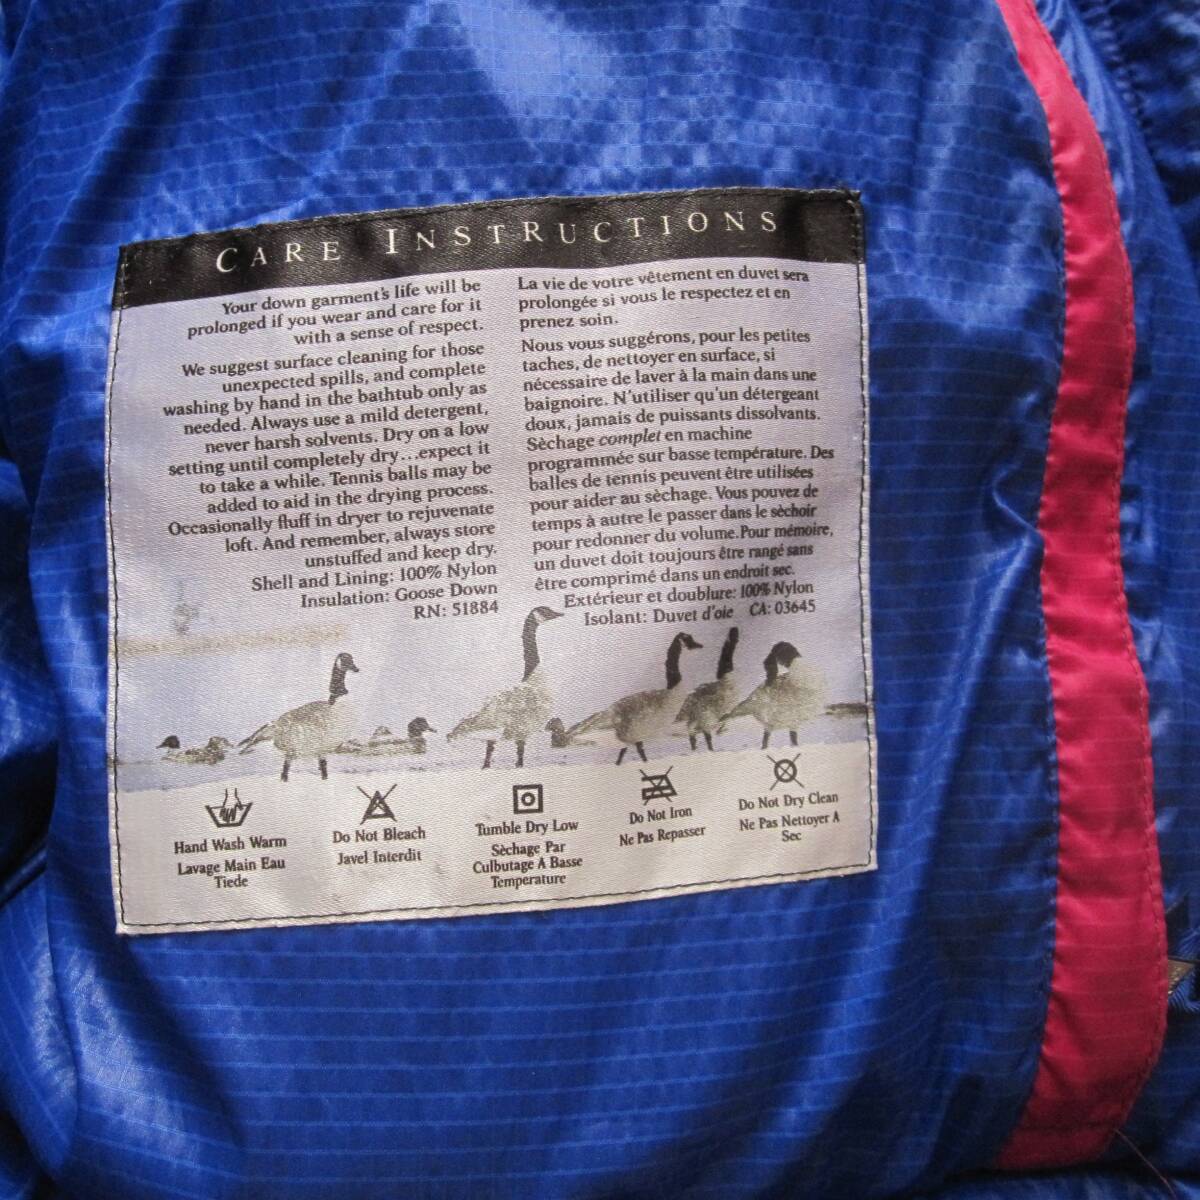 CARE INSTRUCTIONS
Your down garment's life will be
prolonged if you wear and care for it
with a sense of respect.
We suggest surface cleaning for those
unexpected spills, and complete
washing by hand in the bathtub only as
needed. Always use a mild detergent,
never harsh solvents. Dry on a low
setting until completely dry...expect it
to take a while. Tennis balls may be
added to aid in the drying process.
Occasionally fluff in dryer to rejuvenate
loft. And remember, always store
unstuffed and keep dry.
Shell and Lining: 100% Nylon
Insulation: Goose Down
RN: 51884
La vie de votre vêtement en duvet sera
prolongée si vous le respectez et en
prenez soin.
Nous vous suggérons, pour les petites
taches, de nettoyer en surface, si
nécessaire de laver à la main dans une
baignoire. N'utiliser qu'un détergeant
doux, jamais de puissants dissolvants.
Sèchage complet en machine
programmée sur basse température. Des
balles de tennis peuvent être utilisées
pour aider au sèchage. Vous pouvez de
temps à autre le passer dans le sèchoir
pour redonner du volume. Pour mémoire,
un duvet doit toujours être rangé sans
être comprimé dans un endroit sec.
Extérieur et doublure: 100% Nylon
Isolant: Duvet d'oie CA: 03645
Hand Wash Warm
Lavage Main Eau
Tiede
Do Not Bleach
Javel Interdit
Tumble Dry Low
Sèchage Par
Culbutage A Basse
Temperature
Do Not Iron
Ne Pas Repasser
Do Not Dry Clean
Ne Pas Nettoyer A
Sec